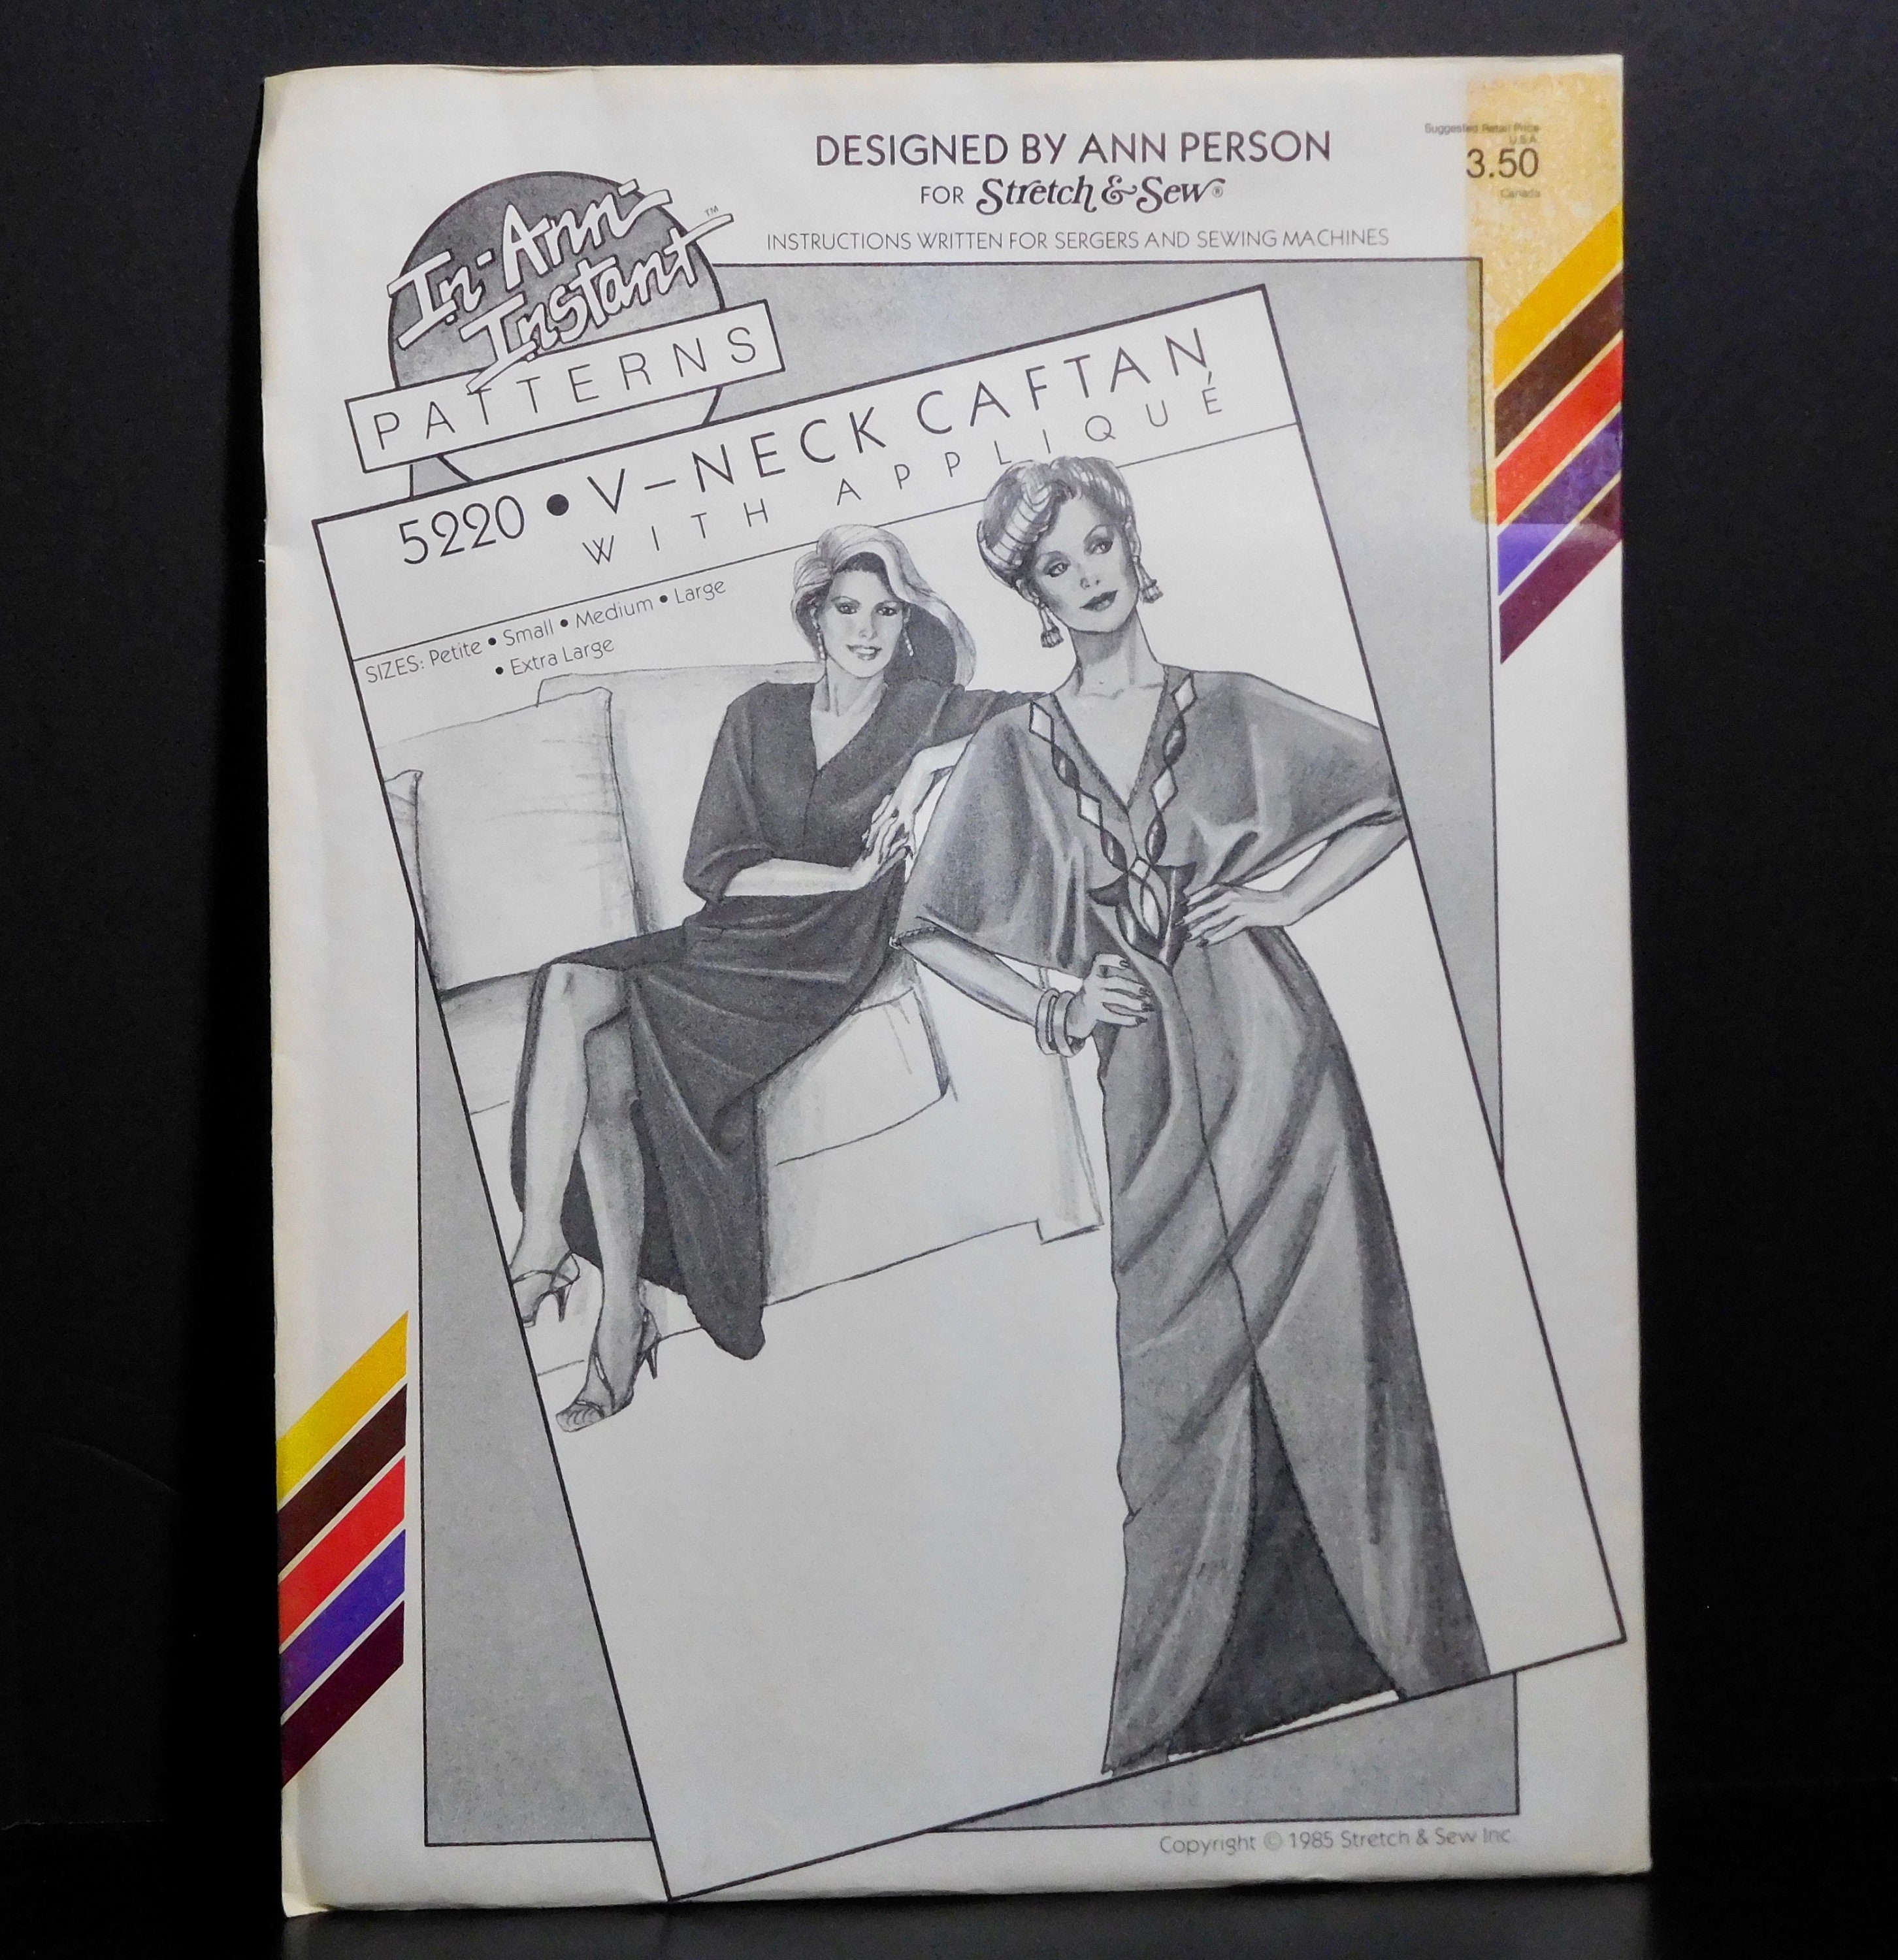 DESIGNED BY ANN PERSON
FOR Stretch & Sew®
INSTRUCTIONS WRITTEN FOR SERGERS AND SEWING MACHINES
Suggested Retail Price
U.S.A.
3.50
Canada
In-Ann-
Instant™
PATTERNS
5220 • V-NECK CAFTAN
WITH APPLIQUÉ
SIZES: Petite • Small • Medium • Large
• Extra Large
Copyright © 1985 Stretch & Sew Inc.